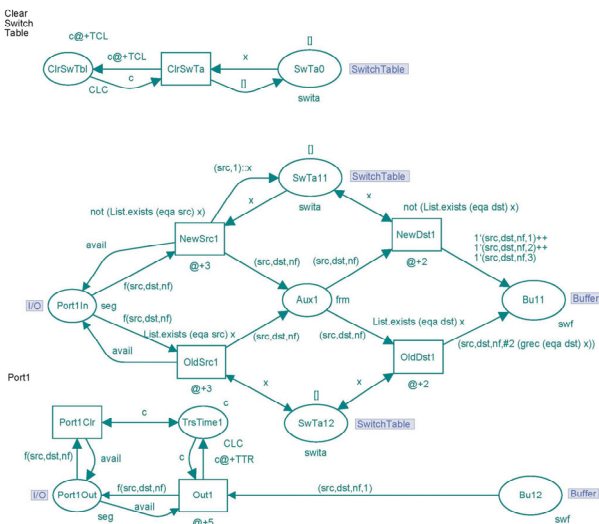 Clear
Switch
Table
c@+TCL
[]
c@+TCL
x
ClrSwTbl
ClrSwTa
SwTa0
SwitchTable
c
[]
CLC
swita
[]
(src,1)::x
SwTa11
SwitchTable
x
x
swita
not (List.exists (eqa src) x)
not (List.exists (eqa dst) x)
avail
NewSrc1
NewDst1
1'(src,dst,nf,1)++
1'(src,dst,nf,2)++
1'(src,dst,nf,3)
(src,dst,nf)
(src,dst,nf)
@+3
@+2
f(src,dst,nf)
I/O
Port1In
seg
Aux1
frm
Bu11
Buffer
f(src,dst,nf)
swf
List.exists (eqa dst) x
List.exists (eqa src) x
(src,dst,nf)
(src,dst,nf)
avail
OldSrc1
OldDst1
(src,dst,nf,#2 (grec (eqa dst) x))
@+3
@+2
Port1
x
[]
x
c
SwTa12
SwitchTable
Port1Clr
c
TrsTime1
swita
CLC
f(src,dst,nf)
avail
c
c@+TTR
I/O
Port1Out
f(src,dst,nf)
Out1
(src,dst,nf,1)
Bu12
Buffer
avail
seg
@+5
swf